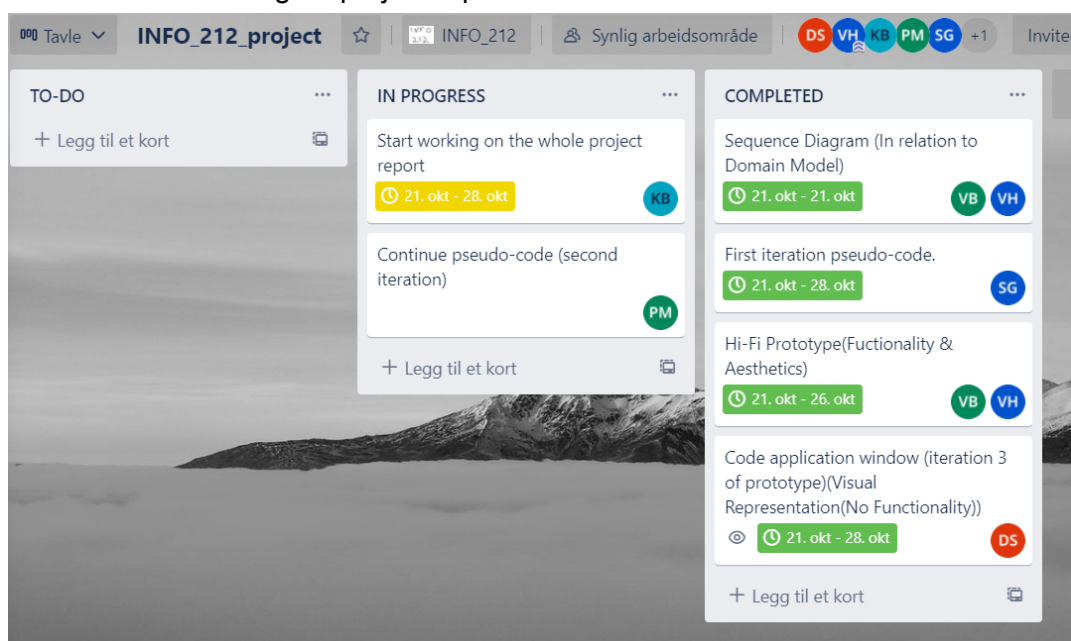 Tavle
INFO_212_project
INFO 212
INFO_212
Synlig arbeidsområde
DS VH KB PM SG +1
Invite
TO-DO
Legg til et kort
IN PROGRESS
Start working on the whole project
report
21. okt - 28. okt
KB
Continue pseudo-code (second
iteration)
PM
Legg til et kort
COMPLETED
Sequence Diagram (In relation to
Domain Model)
21. okt - 21. okt
VB VH
First iteration pseudo-code.
21. okt - 28. okt
SG
Hi-Fi Prototype(Fuctionality &
Aesthetics)
21. okt - 26. okt
VB VH
Code application window (iteration 3
of prototype)(Visual
Representation(No Functionality))
21. okt - 28. okt
DS
Legg til et kort